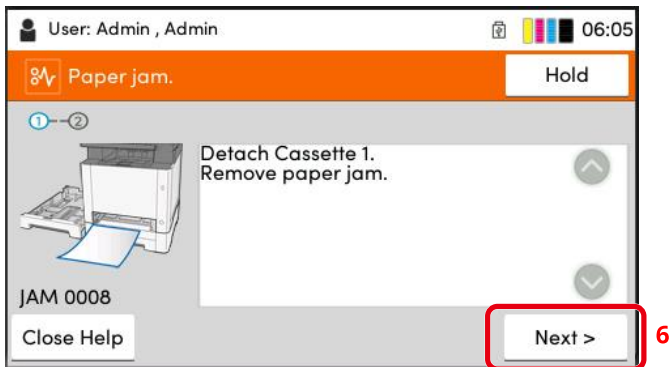 User: Admin , Admin
06:05
Paper jam.
Hold
1
2
Detach Cassette 1.
Remove paper jam.
JAM 0008
Close Help
Next >
6